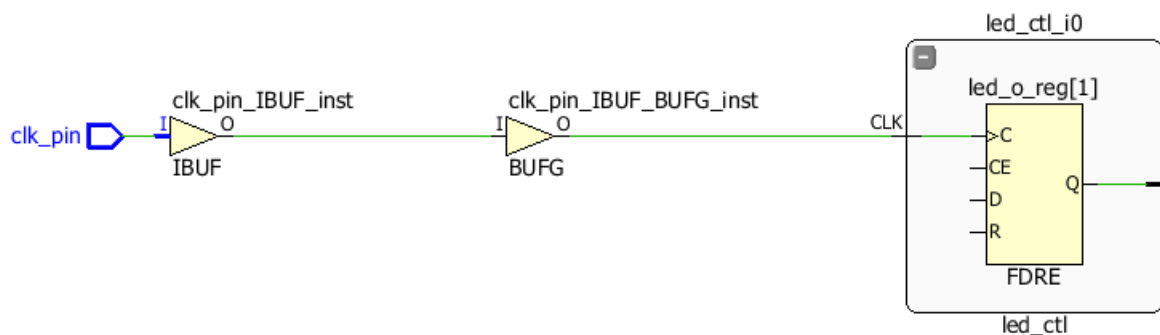 led_ctl_i0
led_o_reg[1]
clk_pin_IBUF_inst
clk_pin_IBUF_BUFG_inst
clk_pin
I
O
IBUF
I
O
BUFG
CLK
C
CE
D
R
Q
FDRE
led_ctl